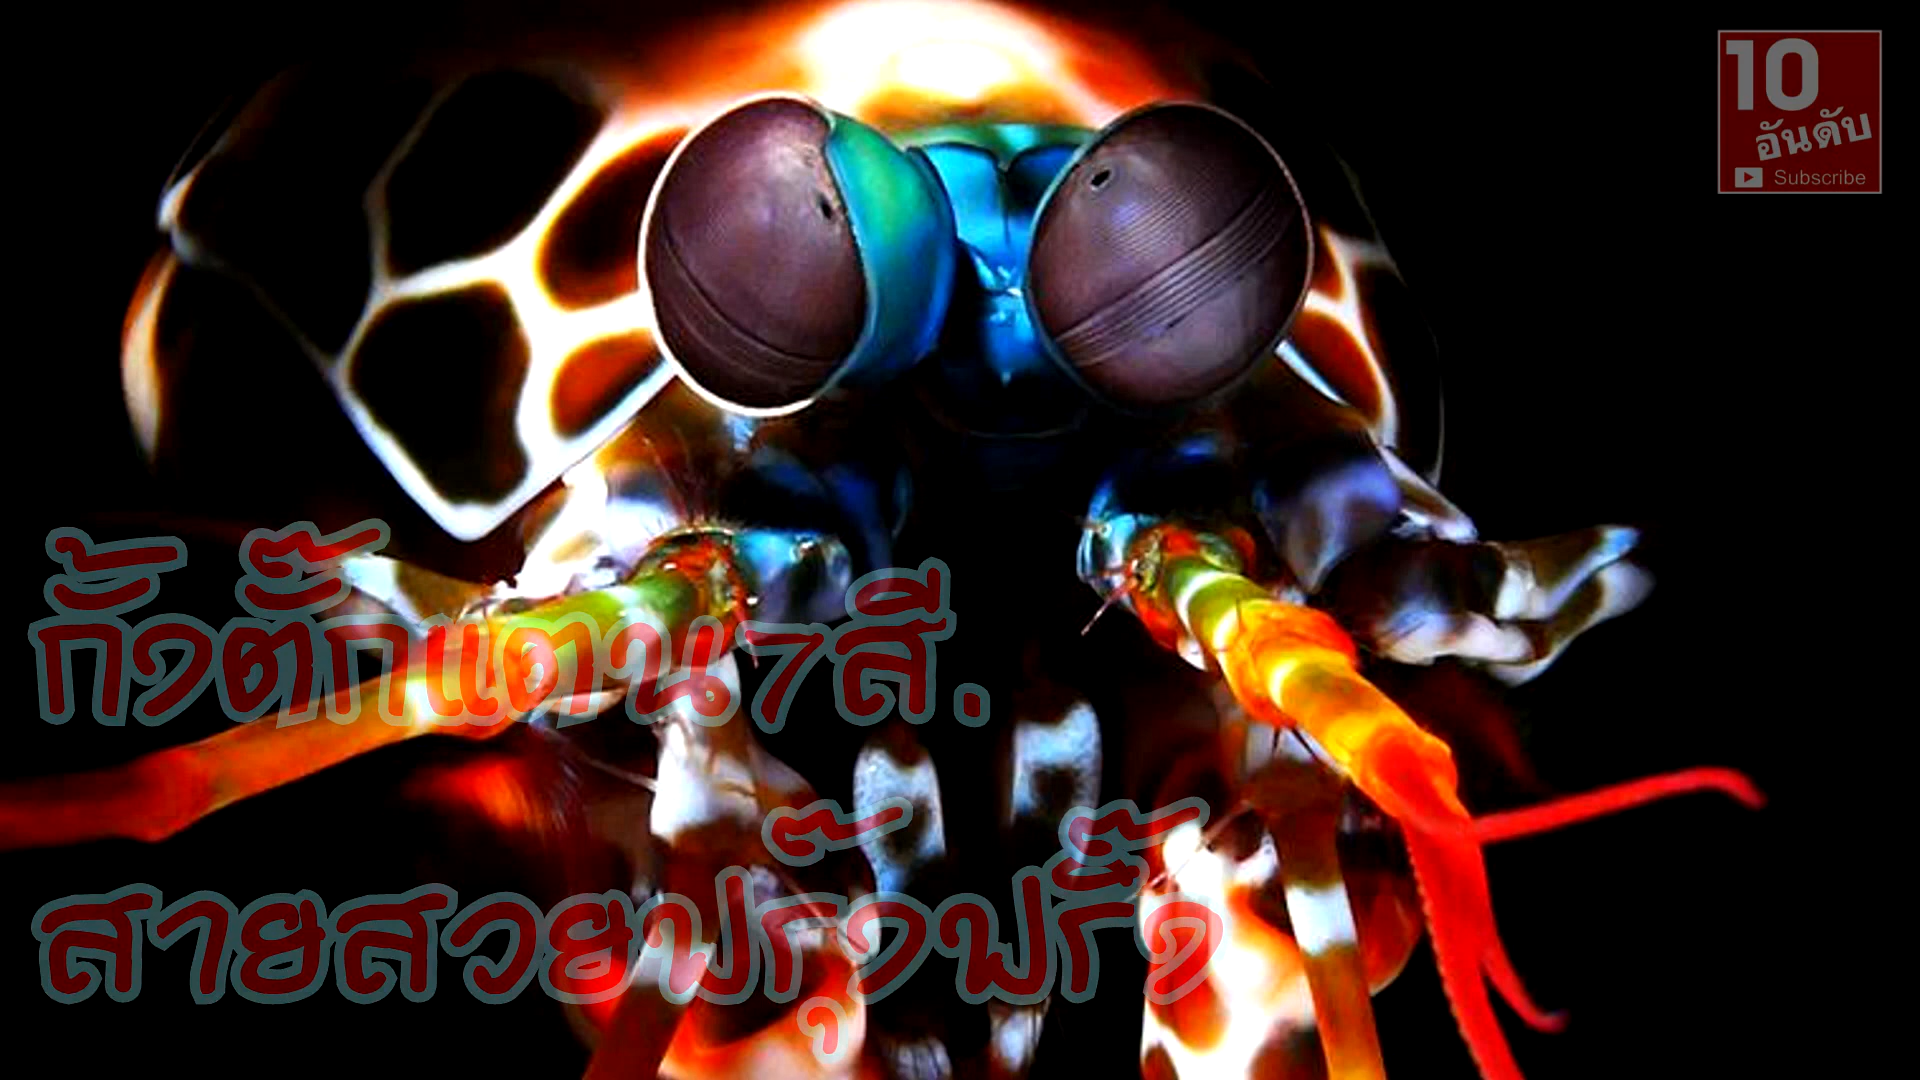 10
อันดับ
Subscribe
กั้งตั๊กแตน7สี.
สายสวยฟรุ๊งฟริ๊ง